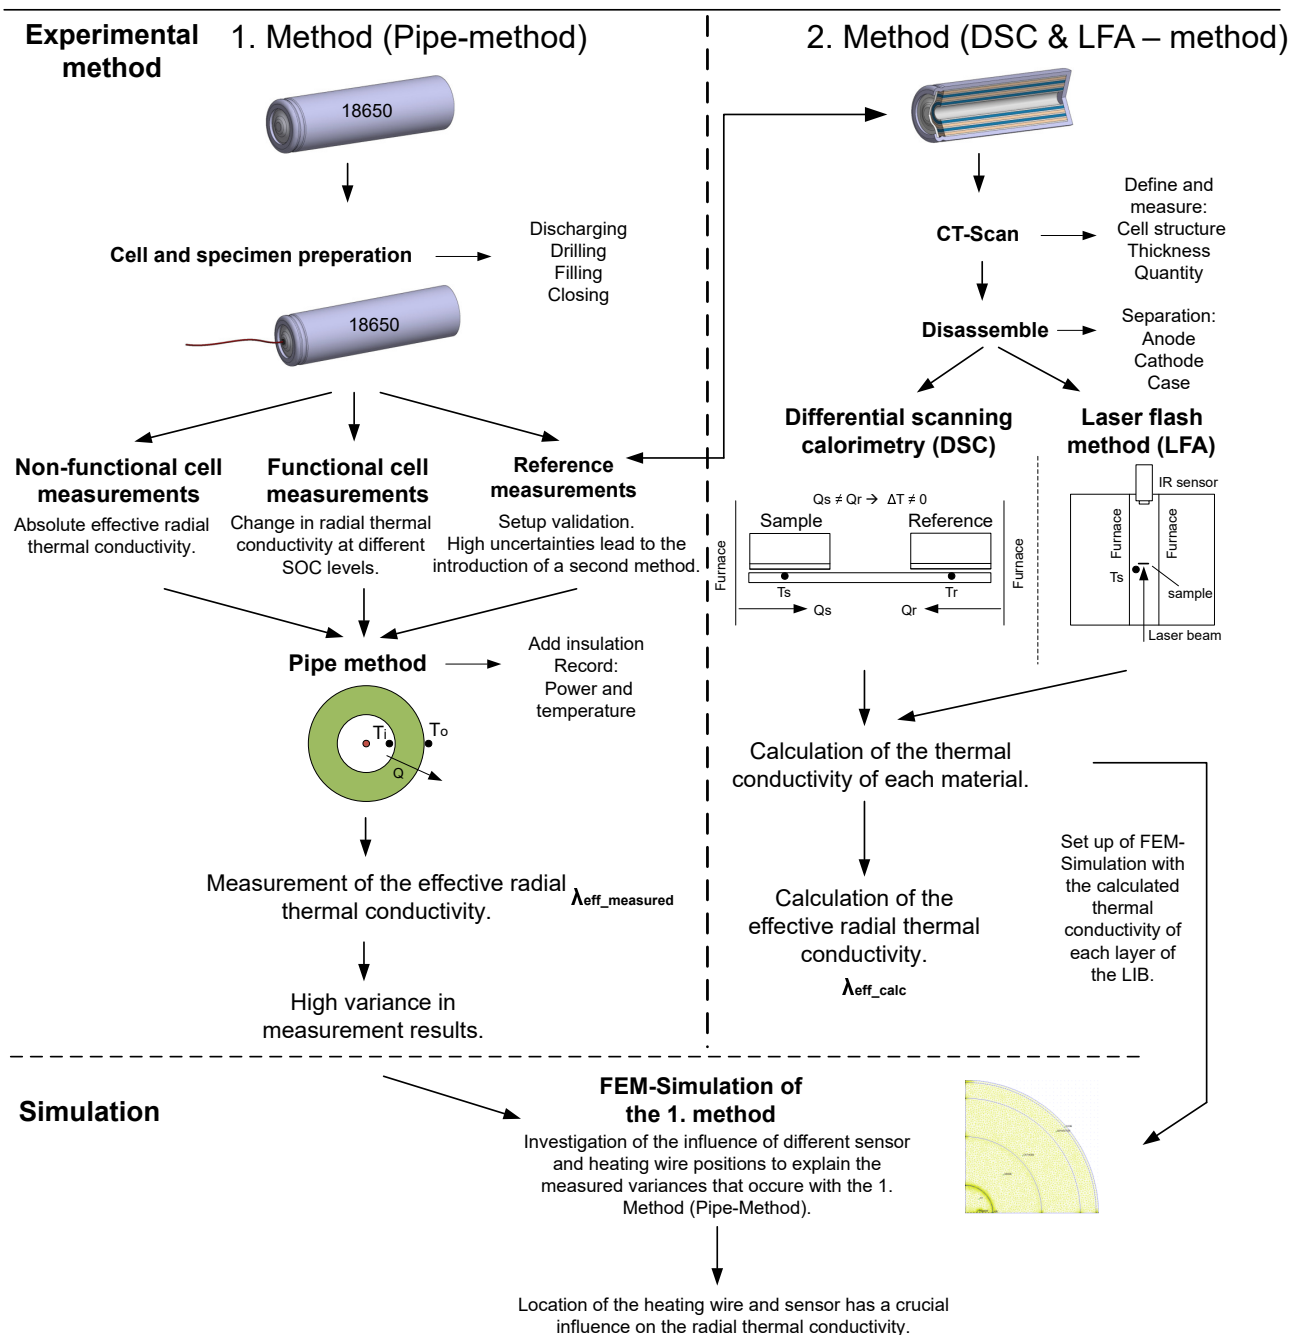 Experimental
method
1. Method (Pipe-method)
18650
Cell and specimen preperation
Discharging
Drilling
Filling
Closing
18650
Non-functional cell
measurements
Absolute effective radial
thermal conductivity.
Functional cell
measurements
Change in radial thermal
conductivity at different
SOC levels.
Reference
measurements
Setup validation.
High uncertainties lead to the
introduction of a second method.
Pipe method
Add insulation
Record:
Power and
temperature
Ti
To
Q
Measurement of the effective radial
thermal conductivity.
λeff_measured
High variance in
measurement results.
2. Method (DSC & LFA – method)
CT-Scan
Define and
measure:
Cell structure
Thickness
Quantity
Disassemble
Separation:
Anode
Cathode
Case
Differential scanning
calorimetry (DSC)
Qs ≠ Qr → ΔT ≠ 0
Sample
Reference
Furnace
Furnace
Ts
Tr
Qs
Qr
Laser flash
method (LFA)
IR sensor
Furnace
Furnace
Ts
sample
Laser beam
Calculation of the thermal
conductivity of each material.
Calculation of the
effective radial thermal
conductivity.
λeff_calc
Set up of FEM-
Simulation with
the calculated
thermal
conductivity of
each layer of
the LIB.
Simulation
FEM-Simulation of
the 1. method
Investigation of the influence of different sensor
and heating wire positions to explain the
measured variances that occure with the 1.
Method (Pipe-Method).
Location of the heating wire and sensor has a crucial
influence on the radial thermal conductivity.